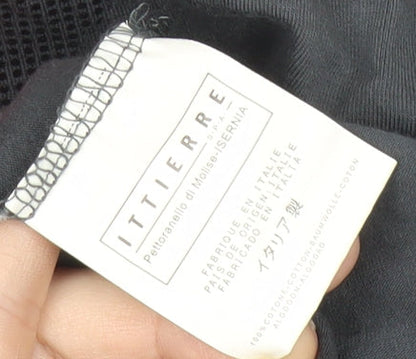 ITTIERRE
S.P.A.
Pettoranello di Molise-ISERNIA
FABRIQUE EN ITALIE
PAIS DE ORIGEN: ITALIE
FABRICADO EN ITALIA
イタリア製
100% COTONE-COTTON-BAUMWOLLE-COTON
ALGODON-ALGODAO